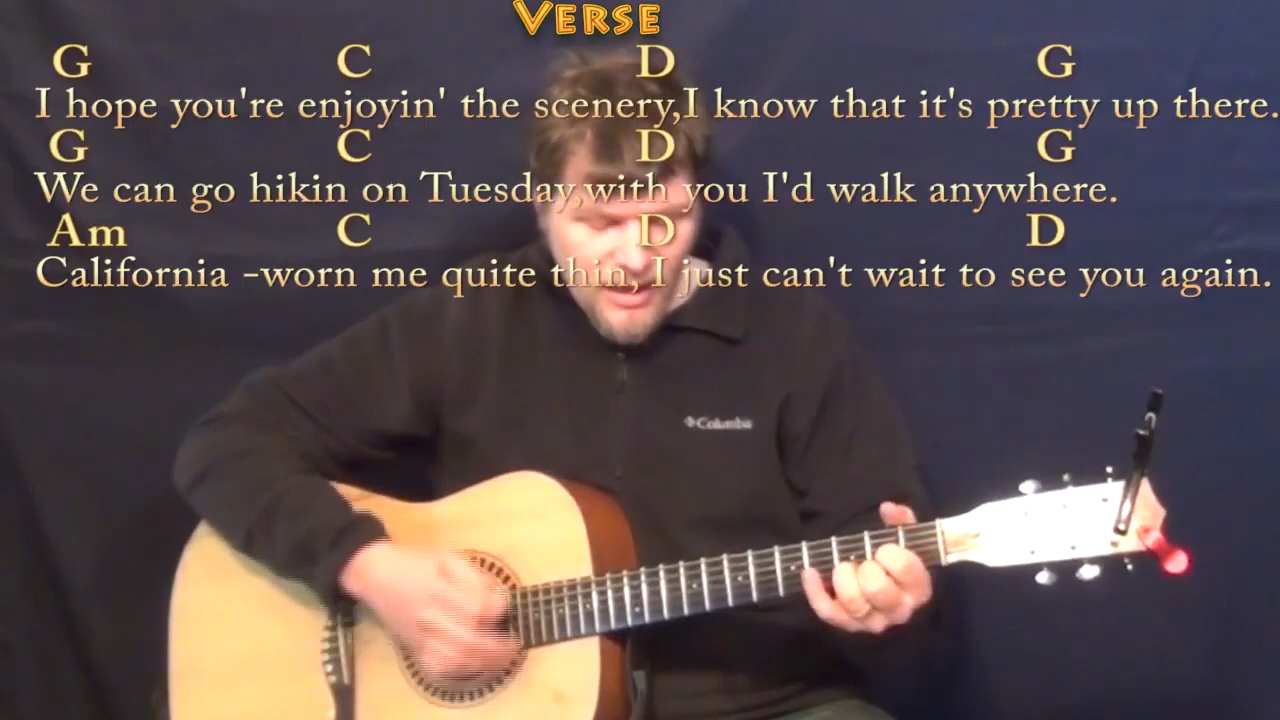 VERSE
G C D G
I hope you're enjoyin' the scenery,I know that it's pretty up there.
G C D G
We can go hikin on Tuesday,with you I'd walk anywhere.
Am C D D
California -worn me quite thin, I just can't wait to see you again.
Columbia